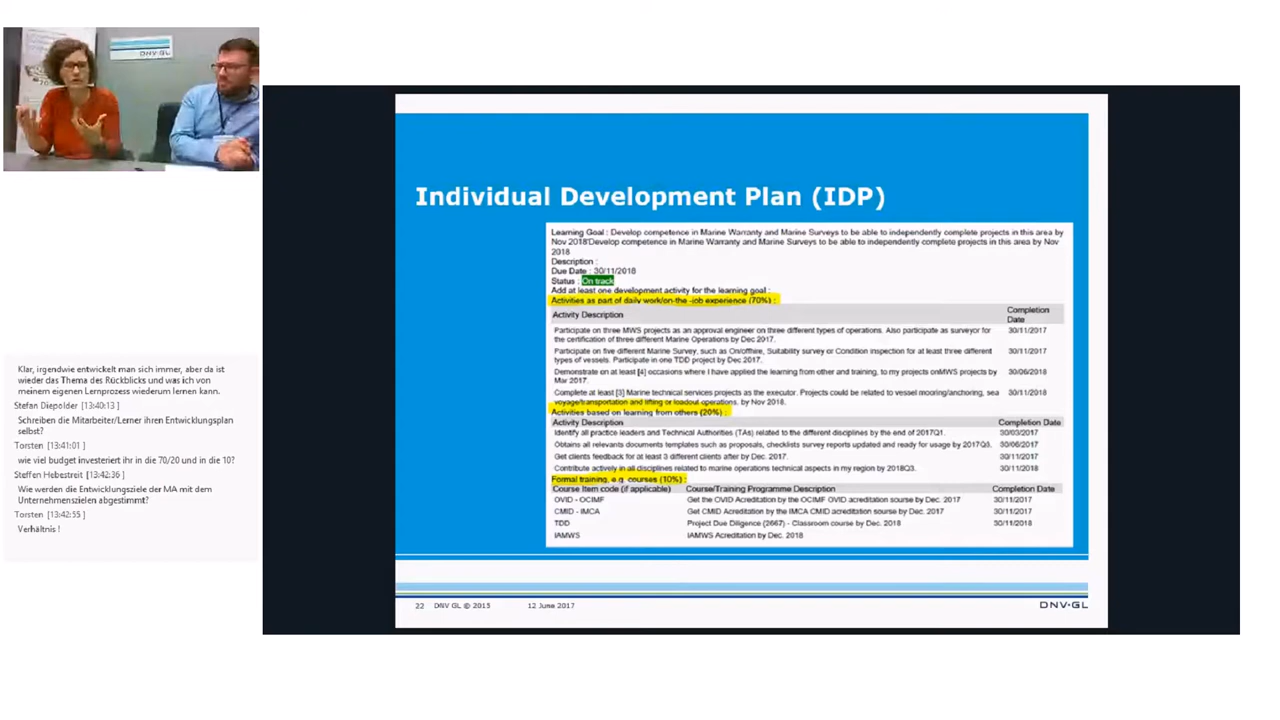 DNV·GL
70
Klar, irgendwie entwickelt man sich immer, aber da ist
wieder das Thema des Rückblicks und was ich von
meinem eigenen Lernprozess wiederum lernen kann.
Stefan Diepolder [13:40:13 ]
Schreiben die Mitarbeiter/Lerner ihren Entwicklungsplan
selbst?
Torsten [13:41:01 ]
wie viel budget investiert ihr in die 70/20 und in die 10?
Steffen Hebestreit [13:42:36 ]
Wie werden die Entwicklungsziele der MA mit dem
Unternehmenszielen abgestimmt?
Torsten [13:42:55 ]
Verhältnis !
Individual Development Plan (IDP)
Learning Goal : Develop competence in Marine Warranty and Marine Surveys to be able to independently complete projects in this area by
Nov 2018'Develop competence in Marine Warranty and Marine Surveys to be able to independently complete projects in this area by Nov
2018
Description :
Due Date : 30/11/2018
Status : On track
Add at least one development activity for the learning goal :
Activities as part of daily work/on-the -job experience (70%) :
Activity Description Completion
Date
Participate on three MWS projects as an approval engineer on three different types of operations. Also participate as surveyor for 30/11/2017
the certification of three different Marine Operations by Dec 2017.
Participate on five different Marine Survey, such as On/offhire, Suitability survey or Condition inspection for at least three different 30/11/2017
types of vessels. Participate in one TDD project by Dec 2017.
Demonstrate on at least [4] occasions where I have applied the learning from other and training, to my projects onMWS projects by 30/06/2018
Mar 2017.
Complete at least [3] Marine technical services projects as the executor. Projects could be related to vessel mooring/anchoring, sea 30/11/2018
voyage/transportation and lifting or loadout operations. by Nov 2018.
Activities based on learning from others (20%) :
Activity Description Completion Date
Identify all practice leaders and Technical Authorities (TAs) related to the different disciplines by the end of 2017Q1. 30/03/2017
Obtains all relevant documents templates such as proposals, checklists survey reports updated and ready for usage by 2017Q3. 30/06/2017
Get clients feedback for at least 3 different clients after by Dec 2017. 30/11/2017
Contribute actively in all disciplines related to marine operations technical aspects in my region by 2018Q3. 30/11/2018
Formal training, e.g. courses (10%) :
Course Item code (if applicable) Course/Training Programme Description Completion Date
OVID - OCIMF Get the OVID Acreditation by the OCIMF OVID acreditation sourse by Dec. 2017 30/11/2017
CMID - IMCA Get CMID Acreditation by the IMCA CMID acreditation course by Dec. 2017 30/11/2017
TDD Project Due Diligence (2667) - Classroom course by Dec. 2018 30/11/2018
IAMWS IAMWS Acreditation by Dec. 2018
22 DNV GL © 2015 12 June 2017 DNV·GL